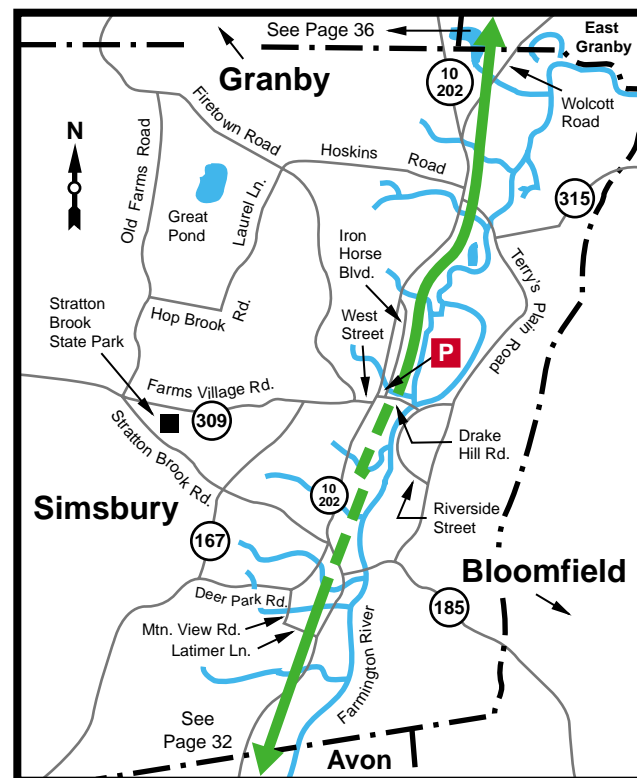 See Page 36
East
Granby
Granby
10
202
Wolcott
Road
Firetown Road
N
Old Farms Road
Hoskins Road
Great
Pond
Laurel Ln.
315
Iron
Horse
Blvd.
Terry's Plain Road
Stratton
Brook
State Park
Hop Brook Rd.
West
Street
P
Farms Village Rd.
309
Stratton Brook Rd.
Drake
Hill Rd.
10
202
Simsbury
Riverside
Street
167
Bloomfield
Deer Park Rd.
185
Mtn. View Rd.
Latimer Ln.
Farmington River
See
Page 32
Avon